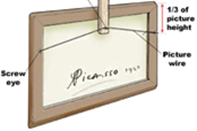 1/3 of
picture
height
Picture
wire
Screw
eye
Picasso